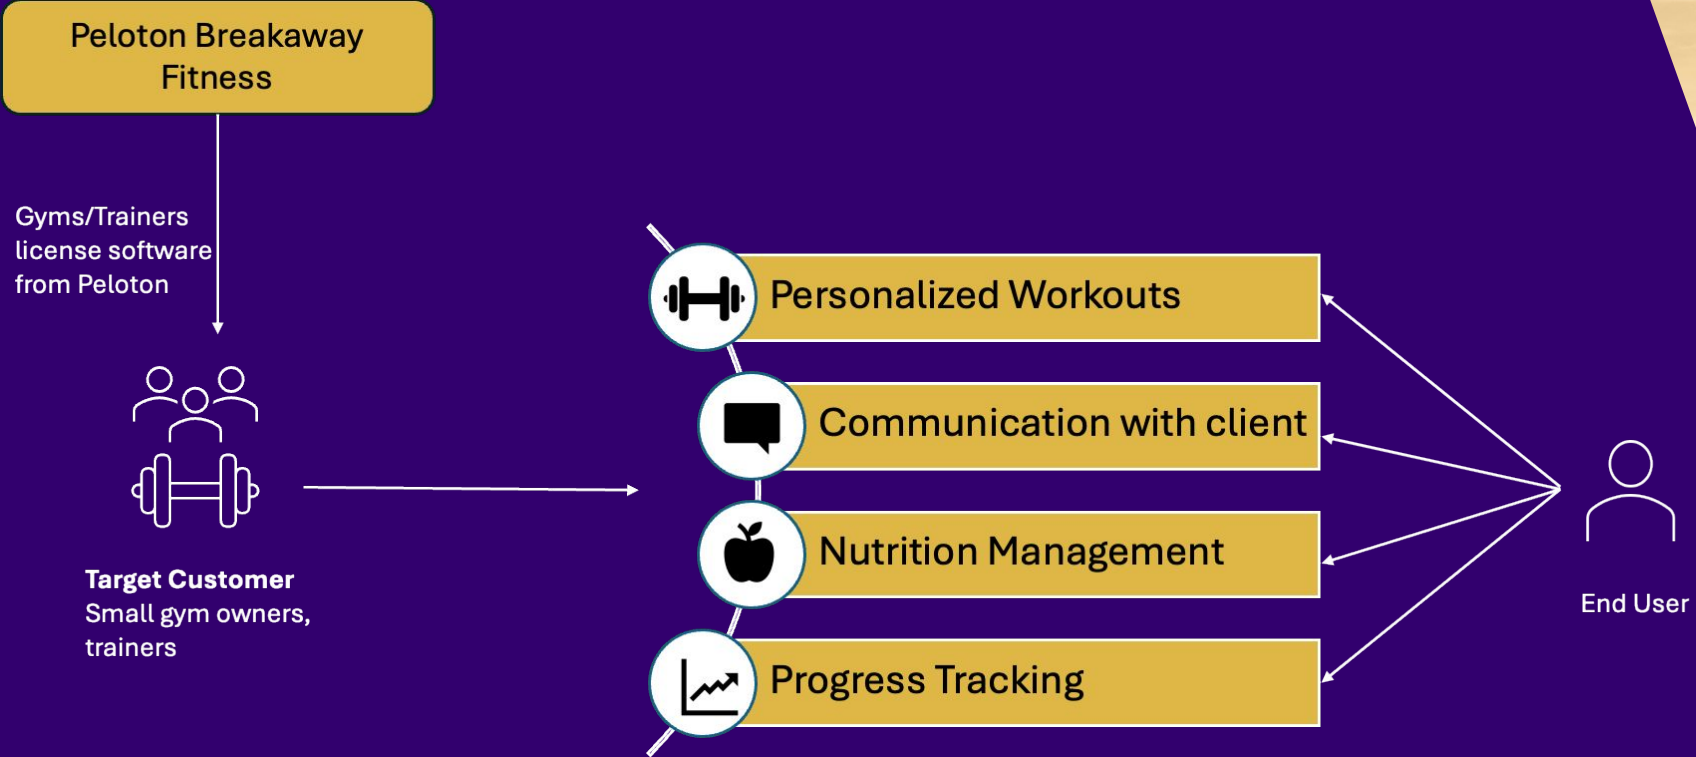 Peloton Breakaway
Fitness
Gyms/Trainers
license software
from Peloton
Target Customer
Small gym owners,
trainers
Personalized Workouts
Communication with client
Nutrition Management
Progress Tracking
End User